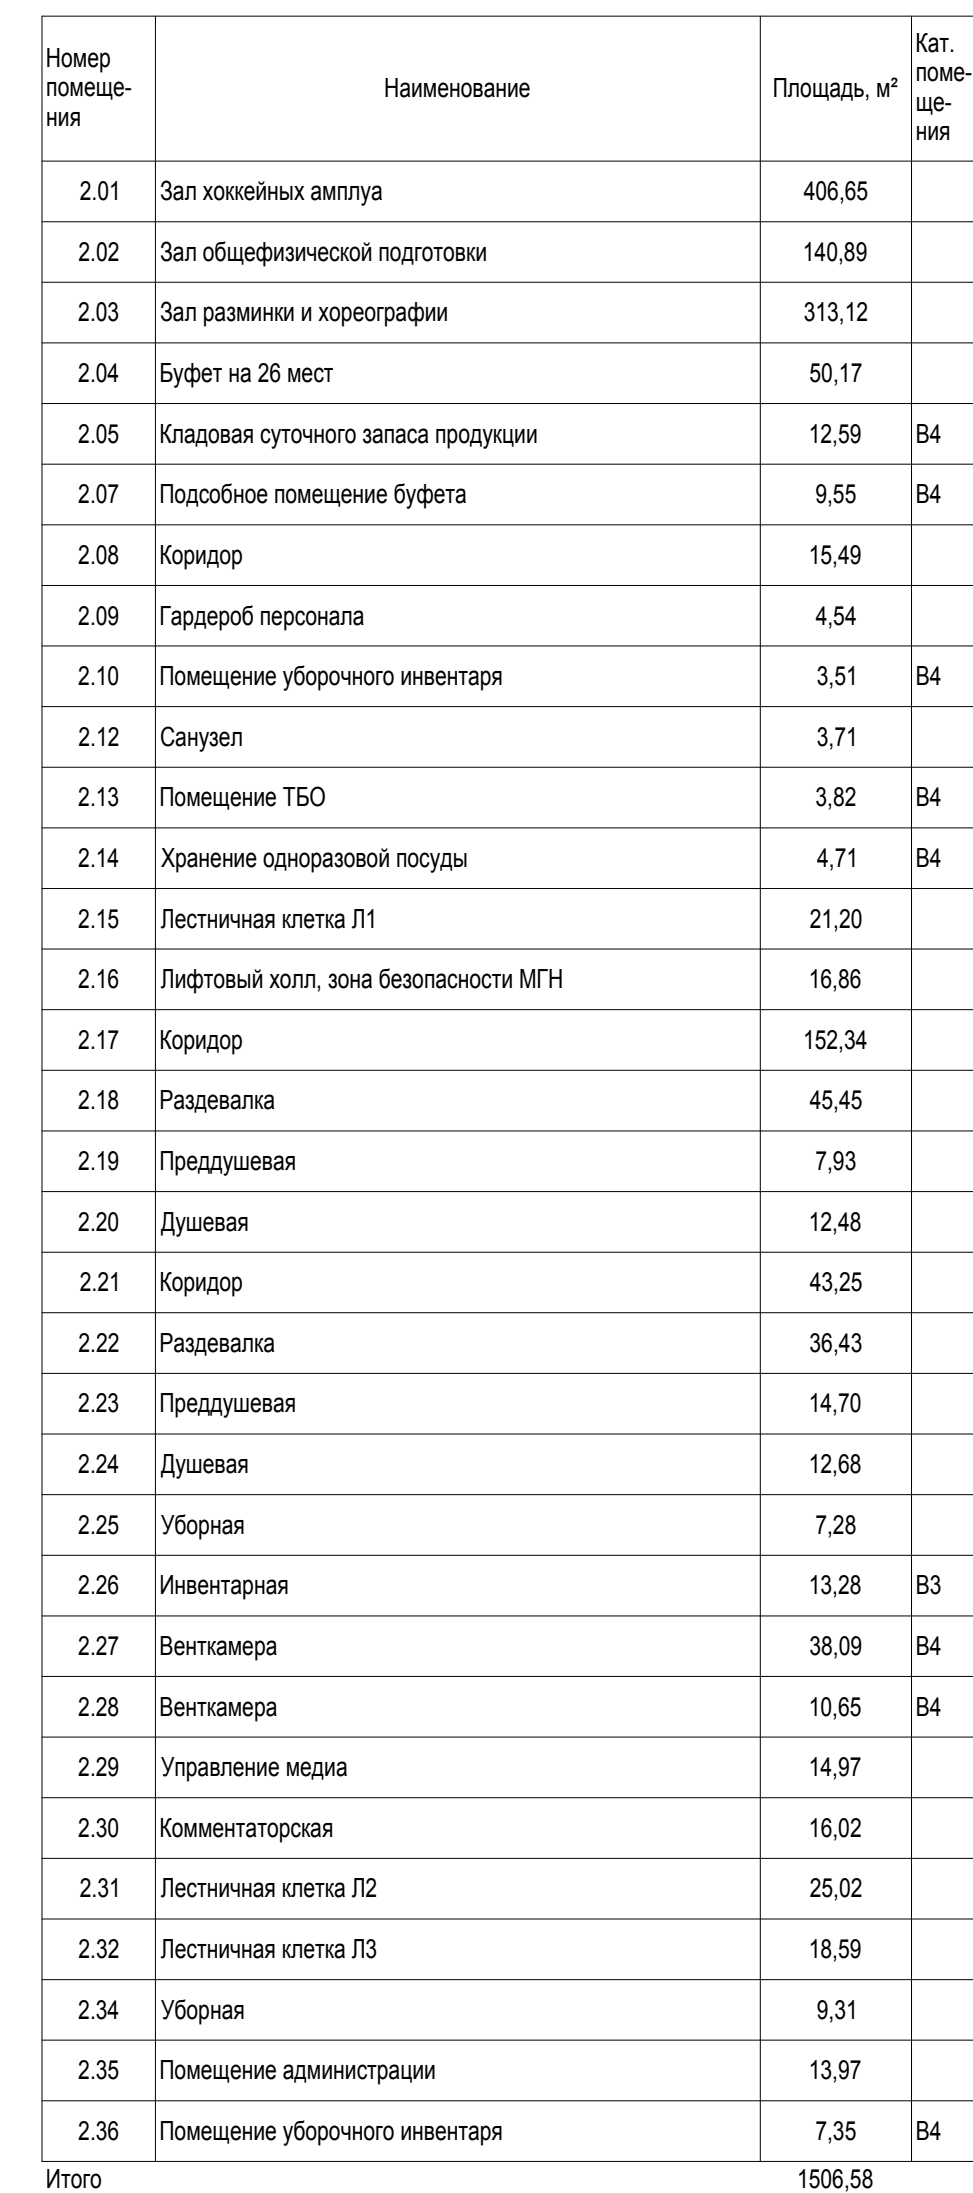 Номер помеще- ния Наименование Площадь, м² Кат. поме- ще- ния
2.01 Зал хоккейных амплуа 406,65
2.02 Зал общефизической подготовки 140,89
2.03 Зал разминки и хореографии 313,12
2.04 Буфет на 26 мест 50,17
2.05 Кладовая суточного запаса продукции 12,59 В4
2.07 Подсобное помещение буфета 9,55 В4
2.08 Коридор 15,49
2.09 Гардероб персонала 4,54
2.10 Помещение уборочного инвентаря 3,51 В4
2.12 Санузел 3,71
2.13 Помещение ТБО 3,82 В4
2.14 Хранение одноразовой посуды 4,71 В4
2.15 Лестничная клетка Л1 21,20
2.16 Лифтовый холл, зона безопасности МГН 16,86
2.17 Коридор 152,34
2.18 Раздевалка 45,45
2.19 Преддушевая 7,93
2.20 Душевая 12,48
2.21 Коридор 43,25
2.22 Раздевалка 36,43
2.23 Преддушевая 14,70
2.24 Душевая 12,68
2.25 Уборная 7,28
2.26 Инвентарная 13,28 В3
2.27 Венткамера 38,09 В4
2.28 Венткамера 10,65 В4
2.29 Управление медиа 14,97
2.30 Комментаторская 16,02
2.31 Лестничная клетка Л2 25,02
2.32 Лестничная клетка Л3 18,59
2.34 Уборная 9,31
2.35 Помещение администрации 13,97
2.36 Помещение уборочного инвентаря 7,35 В4
Итого 1506,58